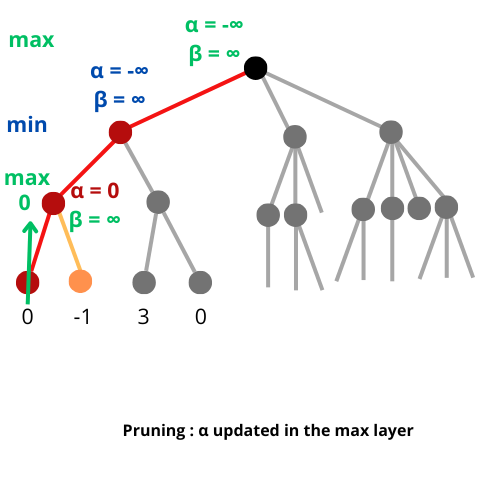 α = -∞
max
β = ∞
α = -∞
β = ∞
min
max
α = 0
0
β = ∞
0 -1 3 0
Pruning : α updated in the max layer